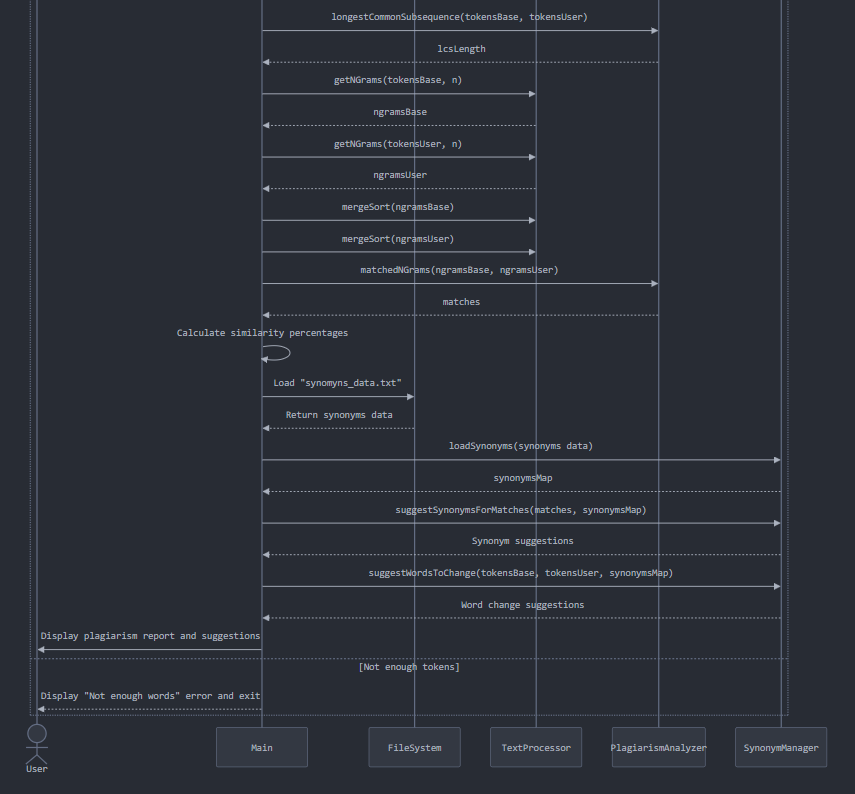 longestCommonSubsequence(tokensBase, tokensUser)
lcsLength
getNGrams(tokensBase, n)
ngramsBase
getNGrams(tokensUser, n)
ngramsUser
mergeSort(ngramsBase)
mergeSort(ngramsUser)
matchedNGrams(ngramsBase, ngramsUser)
matches
Calculate similarity percentages
Load "synomyns_data.txt"
Return synonyms data
loadSynonyms(synonyms data)
synonymsMap
suggestSynonymsForMatches(matches, synonymsMap)
Synonym suggestions
suggestWordsToChange(tokensBase, tokensUser, synonymsMap)
Word change suggestions
Display plagiarism report and suggestions
[Not enough tokens]
Display "Not enough words" error and exit
User
Main
FileSystem
TextProcessor
PlagiarismAnalyzer
SynonymManager